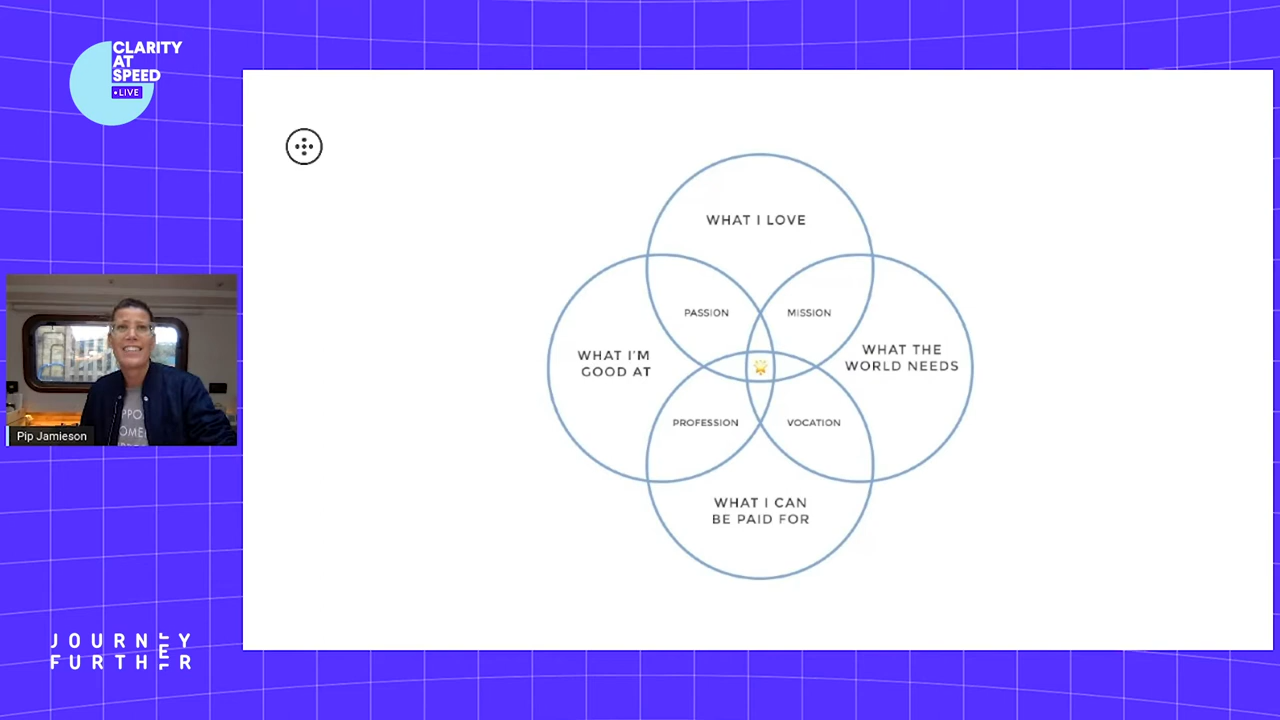 CLARITY
AT
SPEED
•LIVE
WHAT I LOVE
PASSION
MISSION
WHAT I'M
GOOD AT
WHAT THE
WORLD NEEDS
PROFESSION
VOCATION
WHAT I CAN
BE PAID FOR
Pip Jamieson
JOURNEY
FURTHER